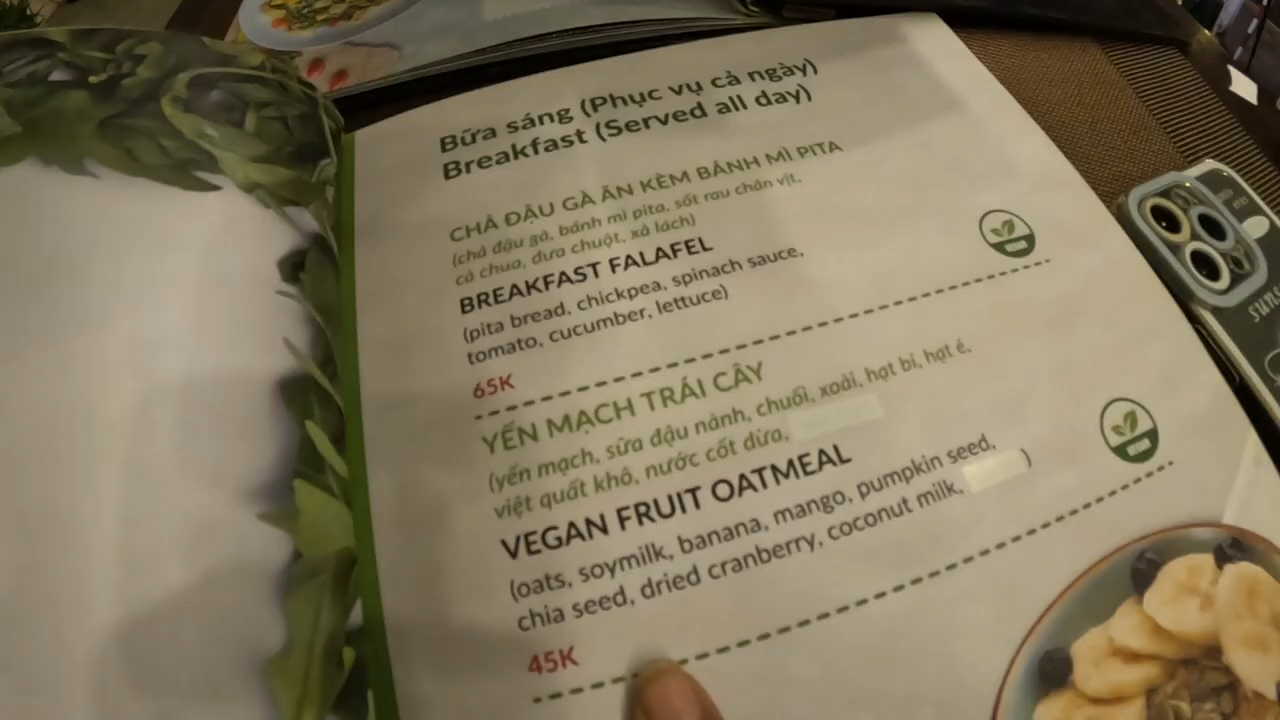 Bữa sáng (Phục vụ cả ngày)
Breakfast (Served all day)
CHẢ ĐẬU GÀ ĂN KÈM BÁNH MÌ PITA
(chả đậu gà, bánh mì pita, sốt rau chân vịt,
cà chua, dưa chuột, xà lách)
BREAKFAST FALAFEL
(pita bread, chickpea, spinach sauce,
tomato, cucumber, lettuce)
65K
YẾN MẠCH TRÁI CÂY
(yến mạch, sữa đậu nành, chuối, xoài, hạt bí, hạt é,
việt quất khô, nước cốt dừa,
VEGAN FRUIT OATMEAL
(oats, soymilk, banana, mango, pumpkin seed,
chia seed, dried cranberry, coconut milk, )
45K